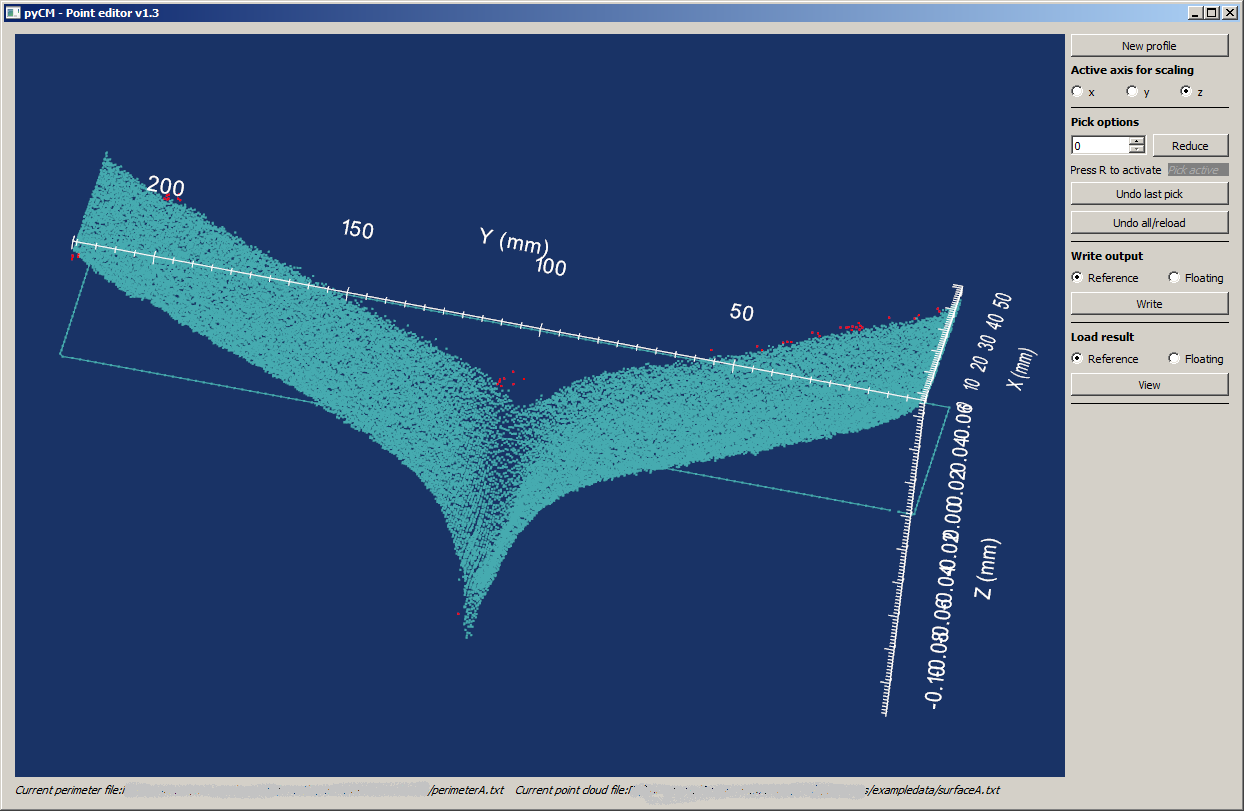 pyCM - Point editor v1.3
New profile
Active axis for scaling
x y z
Pick options
0 Reduce
Press R to activate Pick active
Undo last pick
Undo all/reload
Write output
Reference Floating
Write
Load result
Reference Floating
View
200
150
Y (mm)
100
50
50
40
30
20
10
0
X (mm)
0.06
0.04
0.02
0.00
-0.02
-0.04
-0.06
-0.08
-0.10
Z (mm)
Current perimeter file: /perimeterA.txt Current point cloud file: s/exampledata/surfaceA.txt